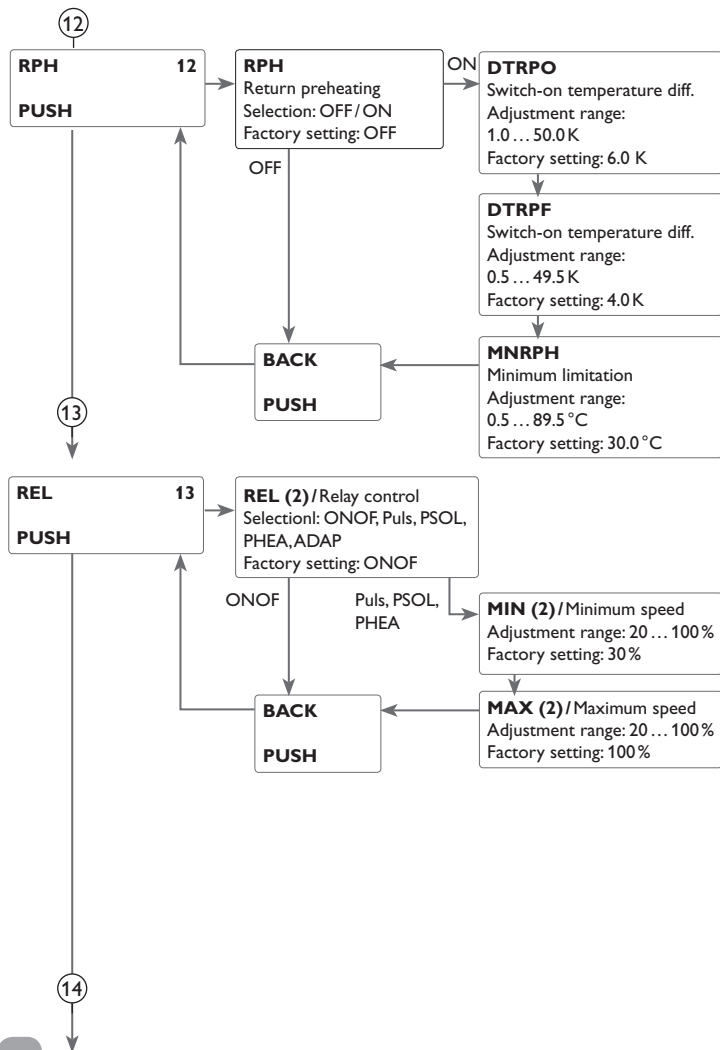 12
RPH 12
PUSH
RPH
Return preheating
Selection: OFF/ON
Factory setting: OFF
ON
OFF
DTRPO
Switch-on temperature diff.
Adjustment range:
1.0 ... 50.0 K
Factory setting: 6.0 K
DTRPF
Switch-on temperature diff.
Adjustment range:
0.5 ... 49.5 K
Factory setting: 4.0 K
MNRPH
Minimum limitation
Adjustment range:
0.5 ... 89.5 °C
Factory setting: 30.0 °C
BACK
PUSH
13
REL 13
PUSH
REL (2)/Relay control
Selectionl: ONOF, Puls, PSOL,
PHEA, ADAP
Factory setting: ONOF
ONOF
Puls, PSOL,
PHEA
MIN (2)/Minimum speed
Adjustment range: 20 ... 100%
Factory setting: 30%
MAX (2)/Maximum speed
Adjustment range: 20 ... 100%
Factory setting: 100%
BACK
PUSH
14